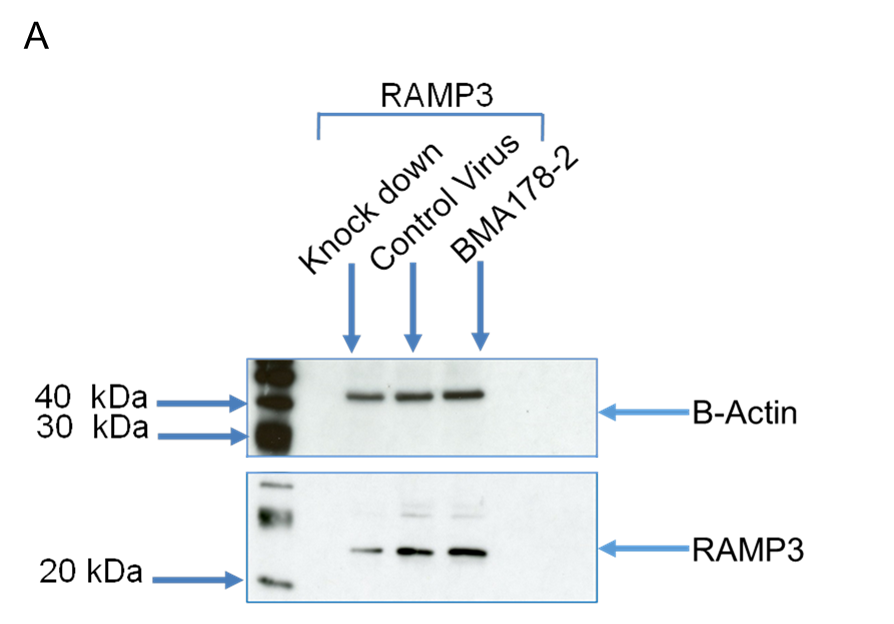 A
RAMP3
Knock down
Control Virus
BMA178-2
40 kDa
30 kDa
B-Actin
RAMP3
20 kDa